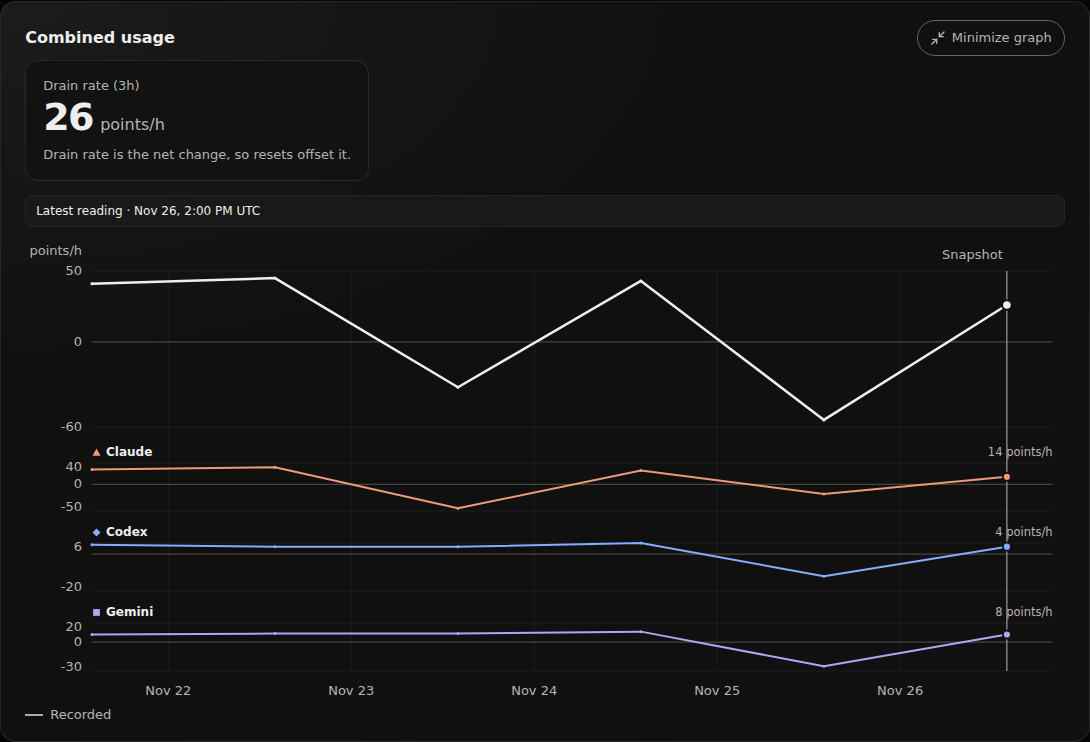 Combined usage
Minimize graph
Drain rate (3h)
26 points/h
Drain rate is the net change, so resets offset it.
Latest reading · Nov 26, 2:00 PM UTC
points/h
Snapshot
50
0
-60
Claude
14 points/h
40
0
-50
Codex
4 points/h
6
-20
Gemini
8 points/h
20
0
-30
Nov 22
Nov 23
Nov 24
Nov 25
Nov 26
Recorded